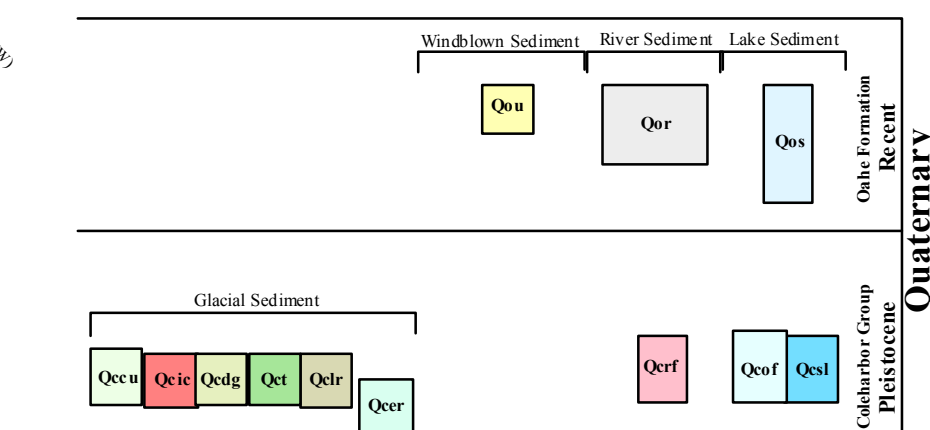 Windblown Sediment
River Sediment
Lake Sediment
Qou
Qor
Qos
Oahe Formation
Recent
Quaternary
Glacial Sediment
Qccu
Qcic
Qcdg
Qct
Qclr
Qcer
Qcrf
Qcof
Qcsl
Coleharbor Group
Pleistocene